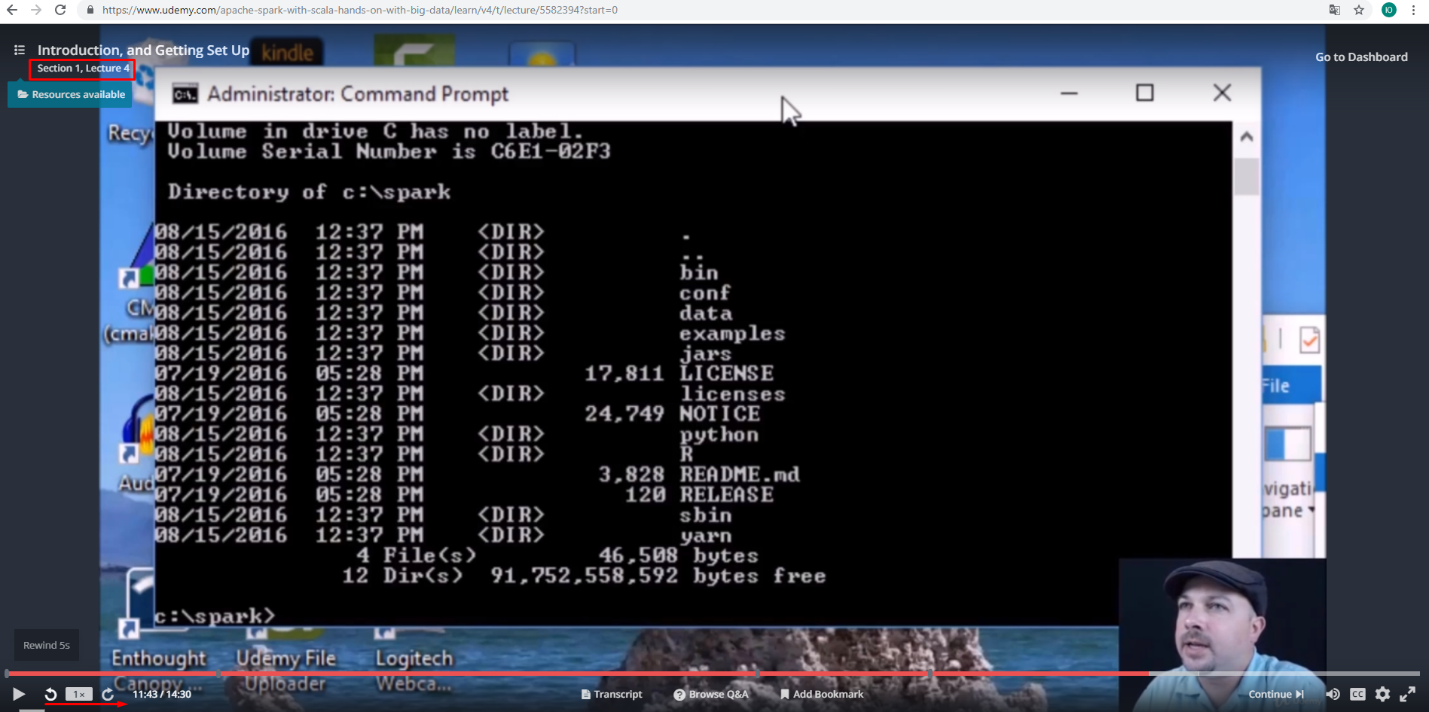 https://www.udemy.com/apache-spark-with-scala-hands-on-with-big-data/learn/v4/t/lecture/5582394?start=0
IO
Introduction, and Getting Set Up
Section 1, Lecture 4
Resources available
Go to Dashboard
kindle
Administrator: Command Prompt
Volume in drive C has no label.
Volume Serial Number is C6E1-02F3
Directory of c:\spark
08/15/2016 12:37 PM <DIR> .
08/15/2016 12:37 PM <DIR> ..
08/15/2016 12:37 PM <DIR> bin
08/15/2016 12:37 PM <DIR> conf
08/15/2016 12:37 PM <DIR> data
08/15/2016 12:37 PM <DIR> examples
08/15/2016 12:37 PM <DIR> jars
07/19/2016 05:28 PM 17,811 LICENSE
08/15/2016 12:37 PM <DIR> licenses
07/19/2016 05:28 PM 24,749 NOTICE
08/15/2016 12:37 PM <DIR> python
08/15/2016 12:37 PM <DIR> R
07/19/2016 05:28 PM 3,828 README.md
07/19/2016 05:28 PM 120 RELEASE
08/15/2016 12:37 PM <DIR> sbin
08/15/2016 12:37 PM <DIR> yarn
4 File(s) 46,508 bytes
12 Dir(s) 91,752,558,592 bytes free
c:\spark>
Recy
CM
(cmak
Aud
File
vigati
pane
Rewind 5s
Enthought Udemy File Logitech
Canopy ... Uploader Webca...
1×
11:43 / 14:30
Transcript
Browse Q&A
Add Bookmark
Continue
CC